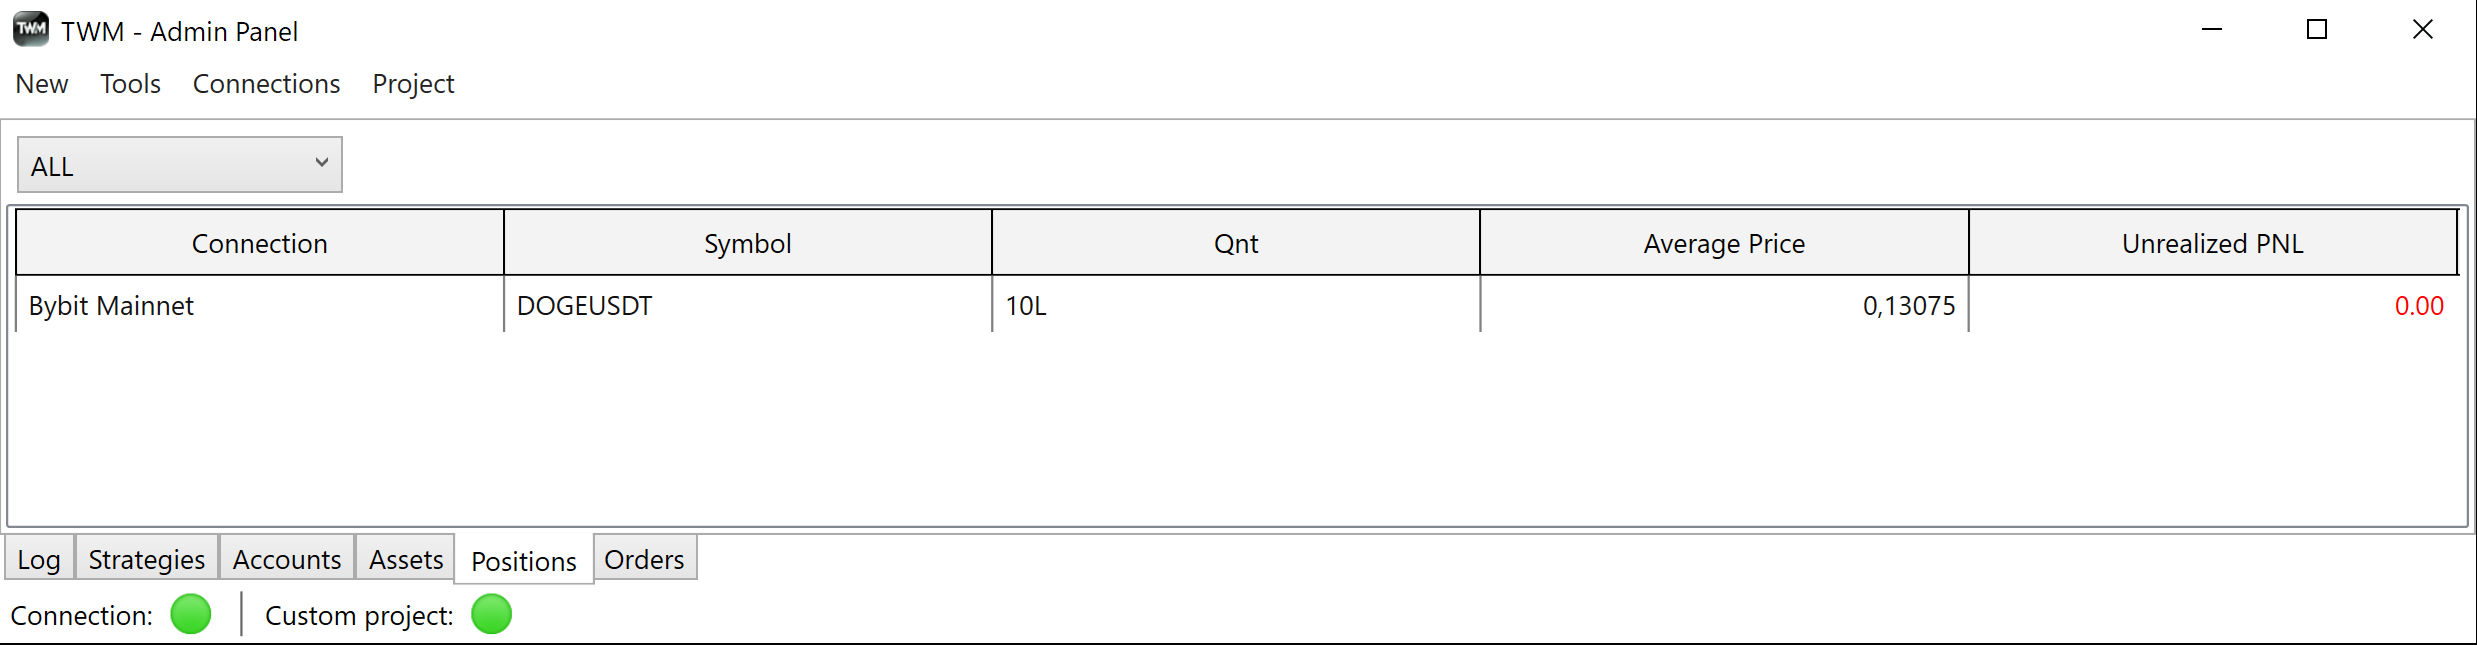 TWM TWM - Admin Panel
New Tools Connections Project
ALL
Connection Symbol Qnt Average Price Unrealized PNL
Bybit Mainnet DOGEUSDT 10L 0,13075 0.00
Log Strategies Accounts Assets Positions Orders
Connection: Custom project: